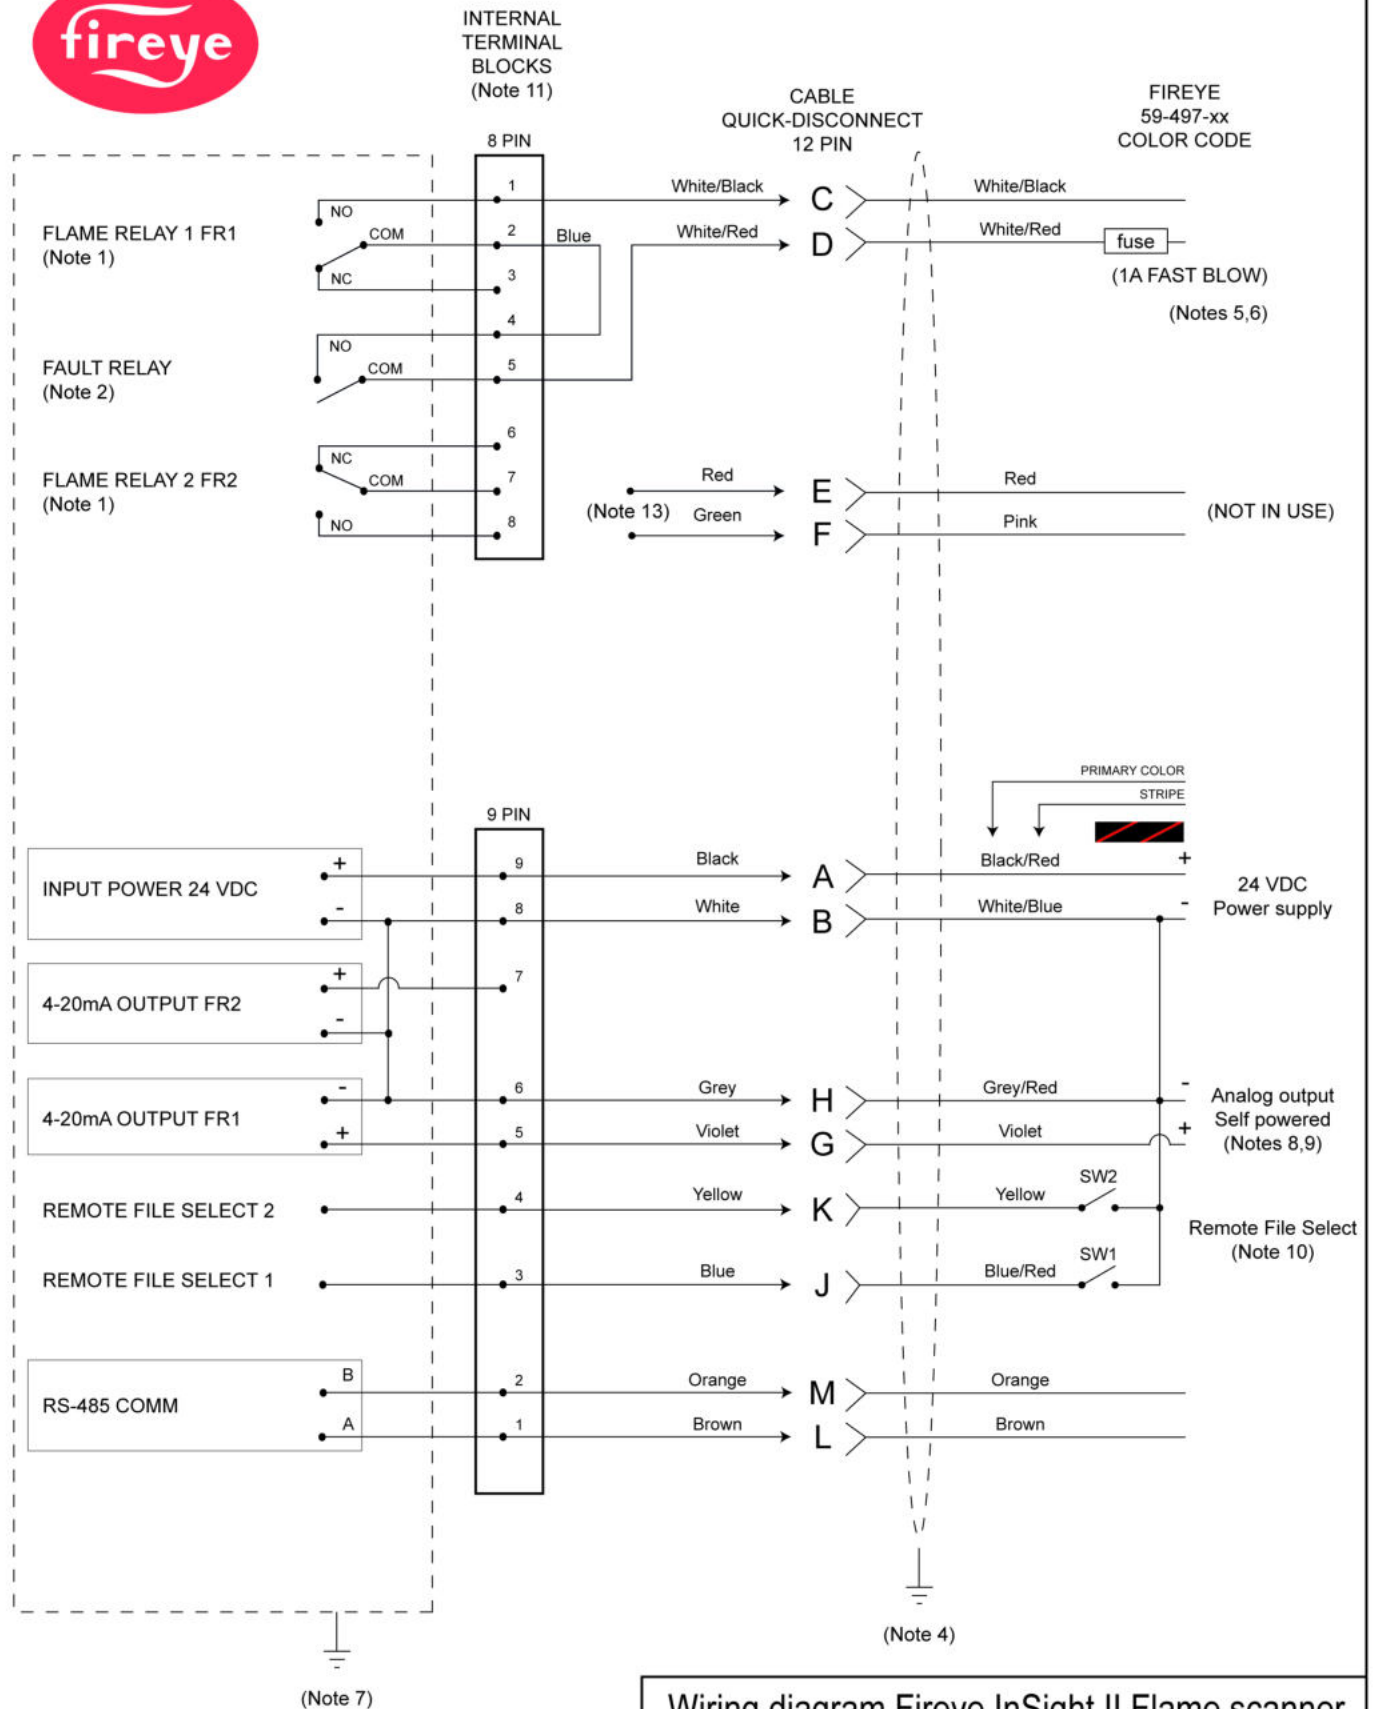 fireye
INTERNAL
TERMINAL
BLOCKS
(Note 11)
CABLE
QUICK-DISCONNECT
12 PIN
FIREYE
59-497-xx
COLOR CODE
8 PIN
FLAME RELAY 1 FR1
(Note 1)
NO
COM
NC
1
2
3
Blue
White/Black
C
White/Black
White/Red
D
White/Red
fuse
(1A FAST BLOW)
(Notes 5,6)
FAULT RELAY
(Note 2)
NO
COM
4
5
FLAME RELAY 2 FR2
(Note 1)
NC
COM
NO
6
7
8
(Note 13)
Red
E
Red
Green
F
Pink
(NOT IN USE)
PRIMARY COLOR
STRIPE
9 PIN
INPUT POWER 24 VDC
+
-
9
8
Black
A
Black/Red
+
White
B
White/Blue
-
24 VDC
Power supply
4-20mA OUTPUT FR2
+
-
7
4-20mA OUTPUT FR1
-
+
6
5
Grey
H
Grey/Red
-
Violet
G
Violet
+
Analog output
Self powered
(Notes 8,9)
REMOTE FILE SELECT 2
4
Yellow
K
Yellow
SW2
REMOTE FILE SELECT 1
3
Blue
J
Blue/Red
SW1
Remote File Select
(Note 10)
RS-485 COMM
B
A
2
1
Orange
M
Orange
Brown
L
Brown
(Note 4)
(Note 7)
Wiring diagram Fireye InSight II Flame scanner